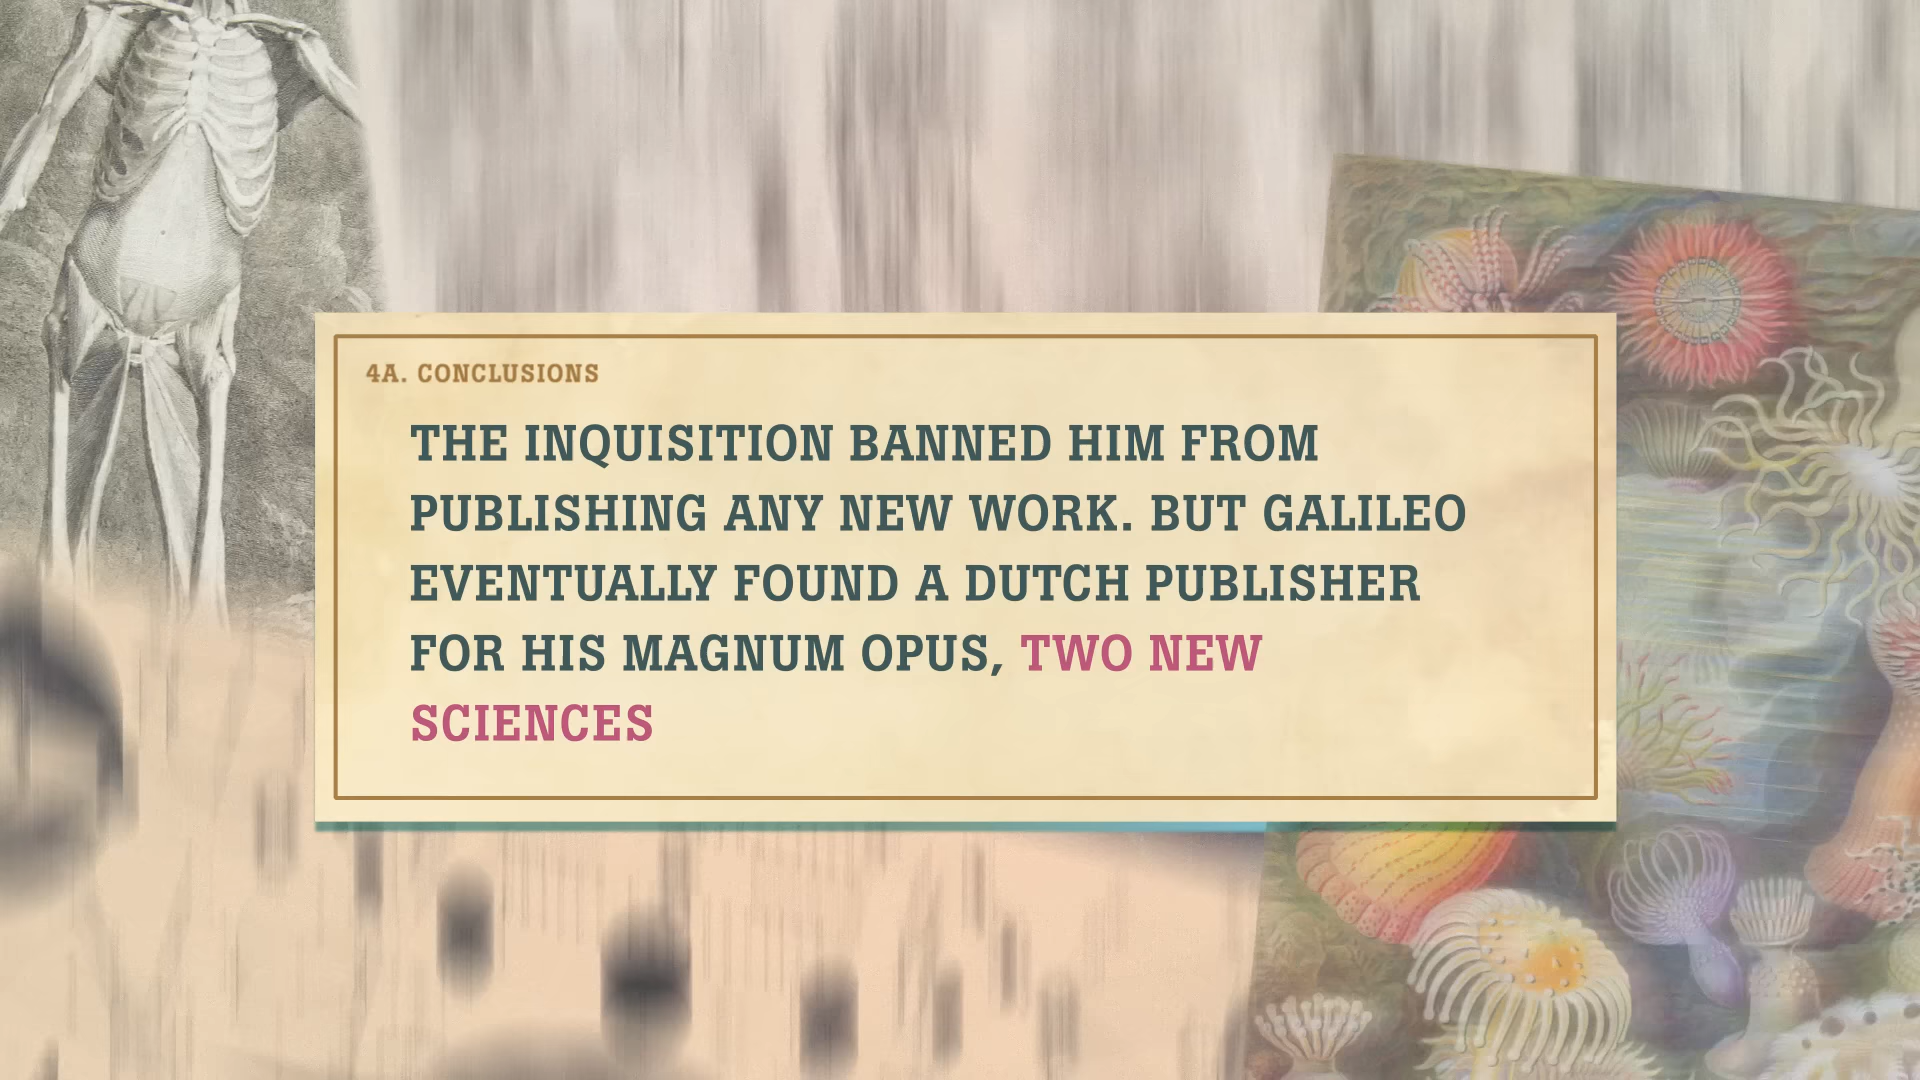 4A. CONCLUSIONS
THE INQUISITION BANNED HIM FROM
PUBLISHING ANY NEW WORK. BUT GALILEO
EVENTUALLY FOUND A DUTCH PUBLISHER
FOR HIS MAGNUM OPUS, TWO NEW
SCIENCES